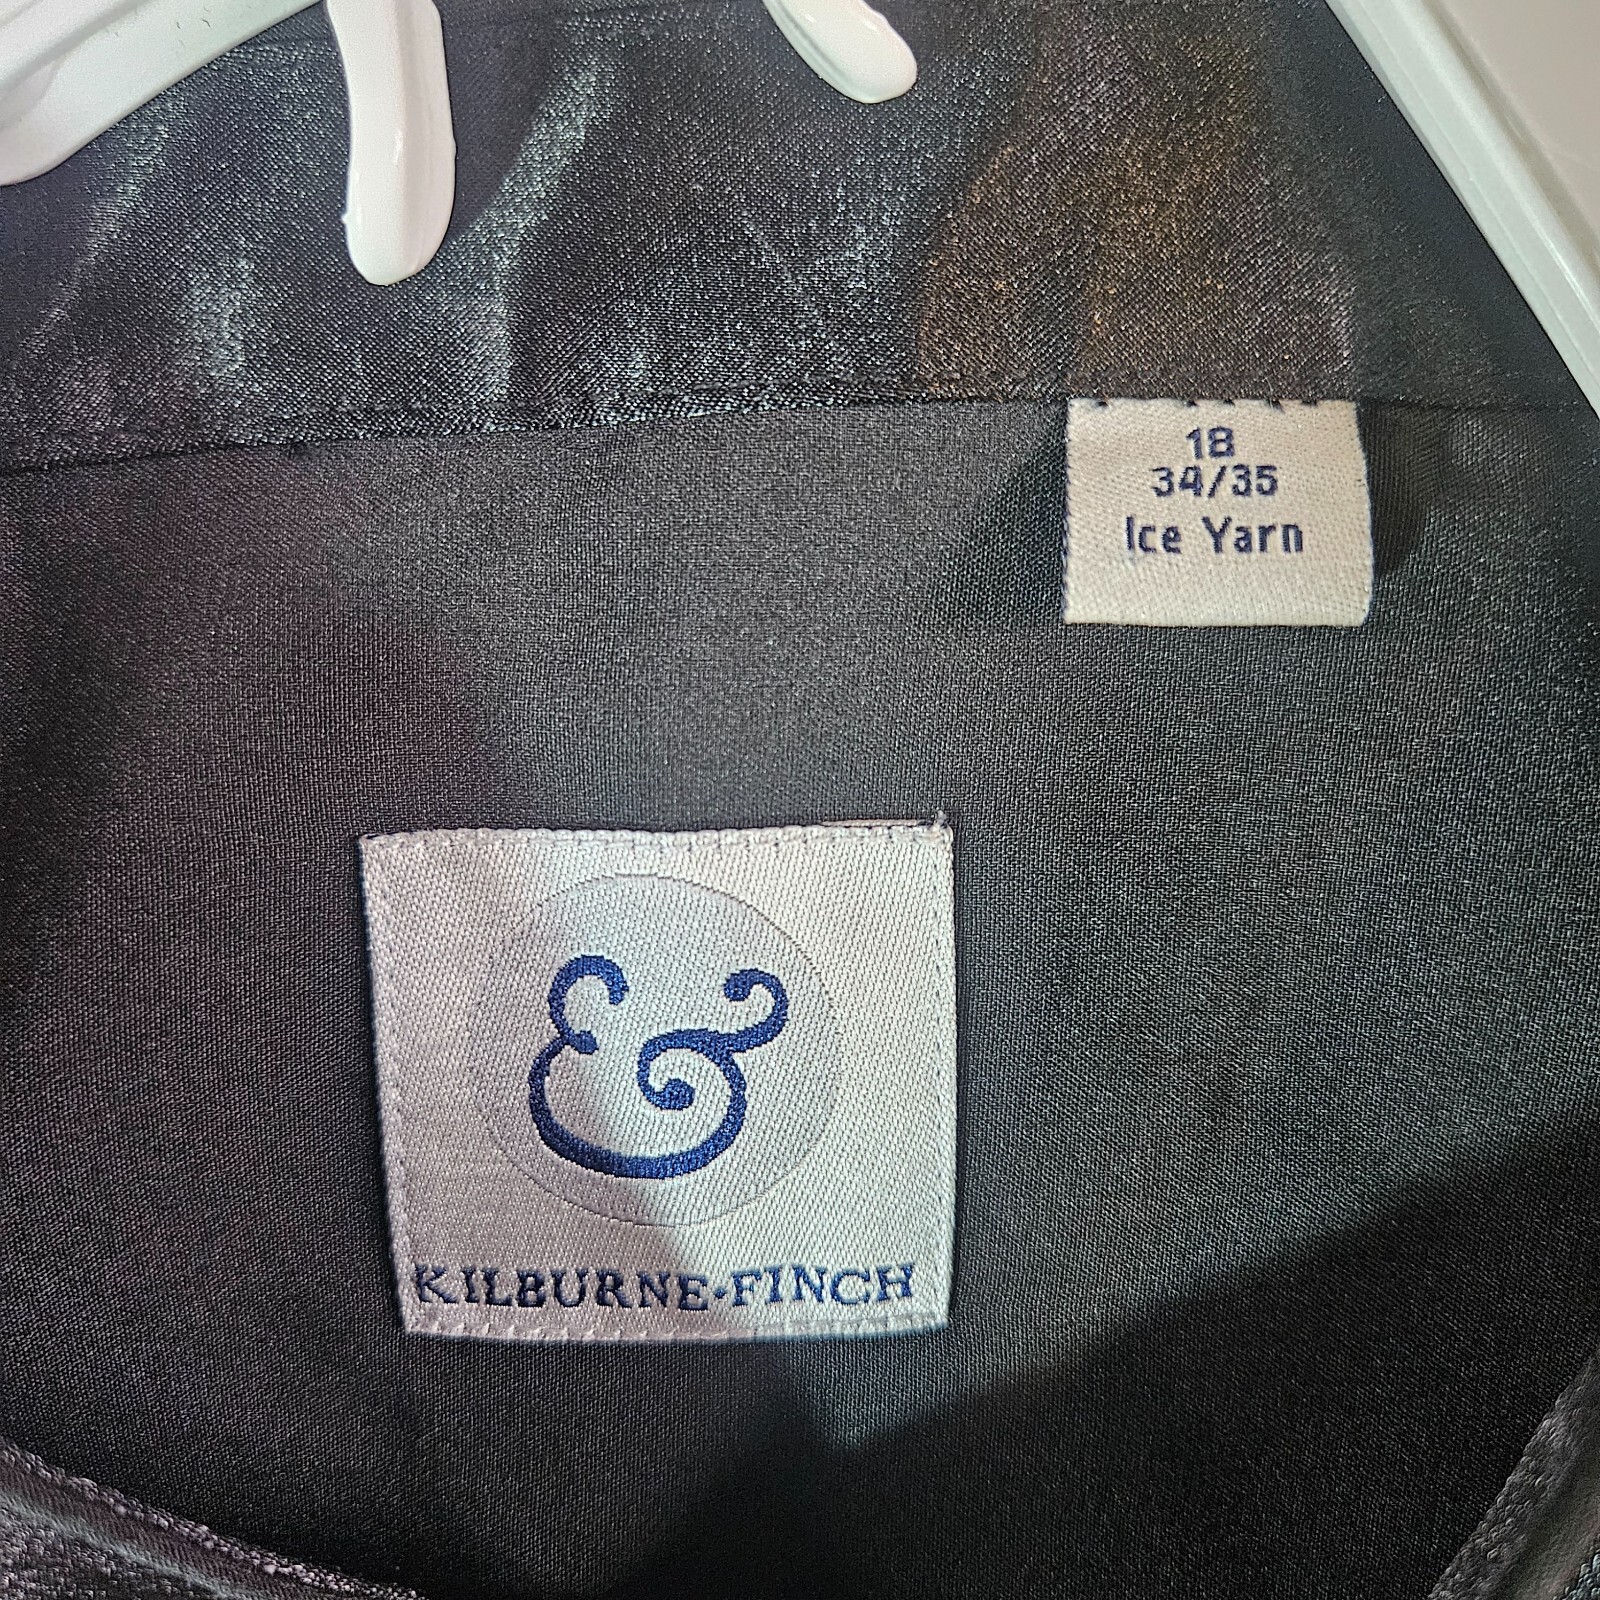 18
34/35
Ice Yarn
&
KILBURNE•FINCH